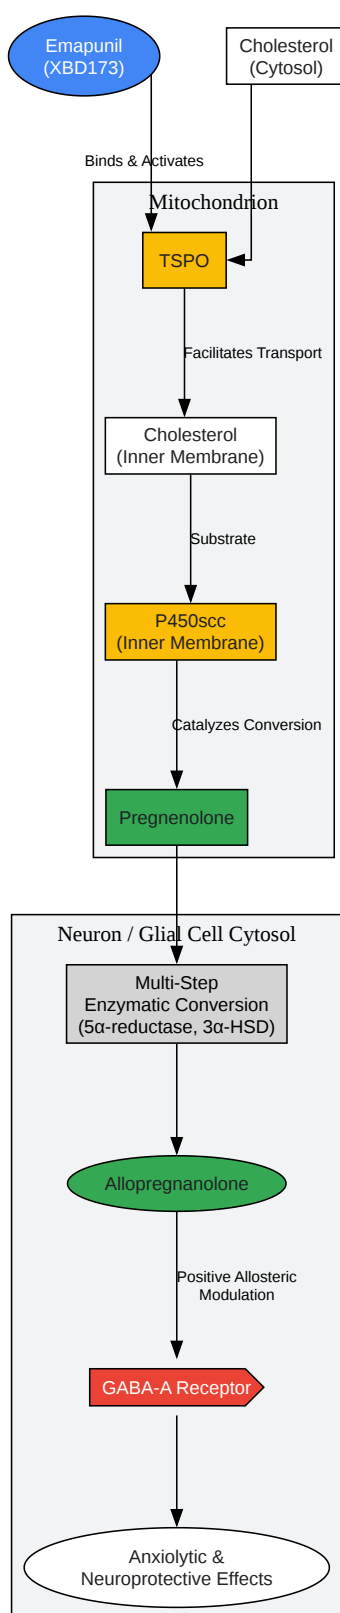 Emapunil
(XBD173)
Cholesterol
(Cytosol)
Binds & Activates
Mitochondrion
TSPO
Facilitates Transport
Cholesterol
(Inner Membrane)
Substrate
P450scc
(Inner Membrane)
Catalyzes Conversion
Pregnenolone
Neuron / Glial Cell Cytosol
Multi-Step
Enzymatic Conversion
(5α-reductase, 3α-HSD)
Allopregnanolone
Positive Allosteric
Modulation
GABA-A Receptor
Anxiolytic &
Neuroprotective Effects